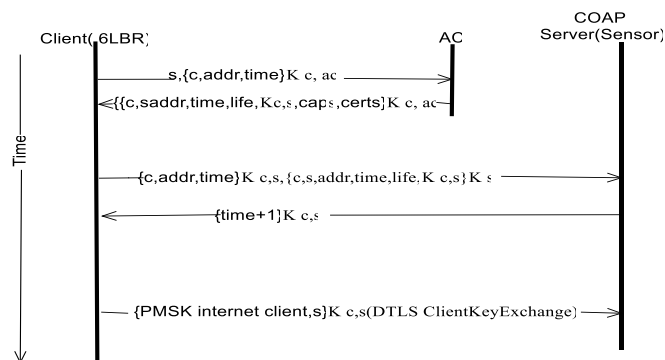 COAP
Client( 6LBR)
AC
Server(Sensor)
s,{c,addr,time}K c, ac
{{c,saddr,time,life,Kc,s,caps,certs}K c, ac
Time
{c,addr,time}K c,s,{c,s,addr,time,life,K c,s}K s
{time+1}K c,s
{PMSK internet client,s}K c,s(DTLS ClientKeyExchange)